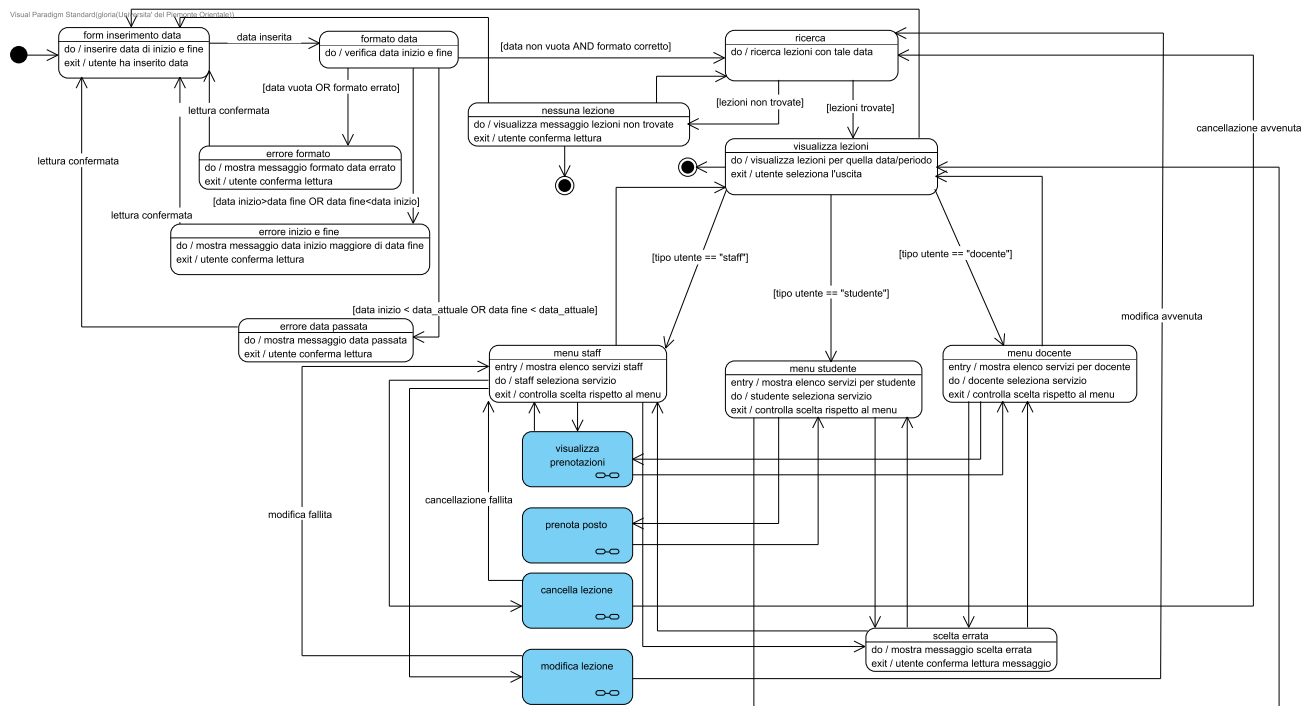 Visual Paradigm Standard(gloria(Universita' del Piemonte Orientale))
form inserimento data
do / inserire data di inizio e fine
exit / utente ha inserito data
data inserita
formato data
do / verifica data inizio e fine
[data non vuota AND formato corretto]
ricerca
do / ricerca lezioni con tale data
[data vuota OR formato errato]
lettura confermata
nessuna lezione
do / visualizza messaggio lezioni non trovate
exit / utente conferma lettura
[lezioni non trovate]
[lezioni trovate]
cancellazione avvenuta
lettura confermata
errore formato
do / mostra messaggio formato data errato
exit / utente conferma lettura
visualizza lezioni
do / visualizza lezioni per quella data/periodo
exit / utente seleziona l'uscita
[data inizio>data fine OR data fine<data inizio]
lettura confermata
errore inizio e fine
do / mostra messaggio data inizio maggiore di data fine
exit / utente conferma lettura
[tipo utente == "staff"]
[tipo utente == "studente"]
[tipo utente == "docente"]
[data inizio < data_attuale OR data fine < data_attuale]
modifica avvenuta
errore data passata
do / mostra messaggio data passata
exit / utente conferma lettura
menu staff
entry / mostra elenco servizi staff
do / staff seleziona servizio
exit / controlla scelta rispetto al menu
menu studente
entry / mostra elenco servizi per studente
do / studente seleziona servizio
exit / controlla scelta rispetto al menu
menu docente
entry / mostra elenco servizi per docente
do / docente seleziona servizio
exit / controlla scelta rispetto al menu
visualizza
prenotazioni
cancellazione fallita
modifica fallita
prenota posto
cancella lezione
scelta errata
do / mostra messaggio scelta errata
exit / utente conferma lettura messaggio
modifica lezione